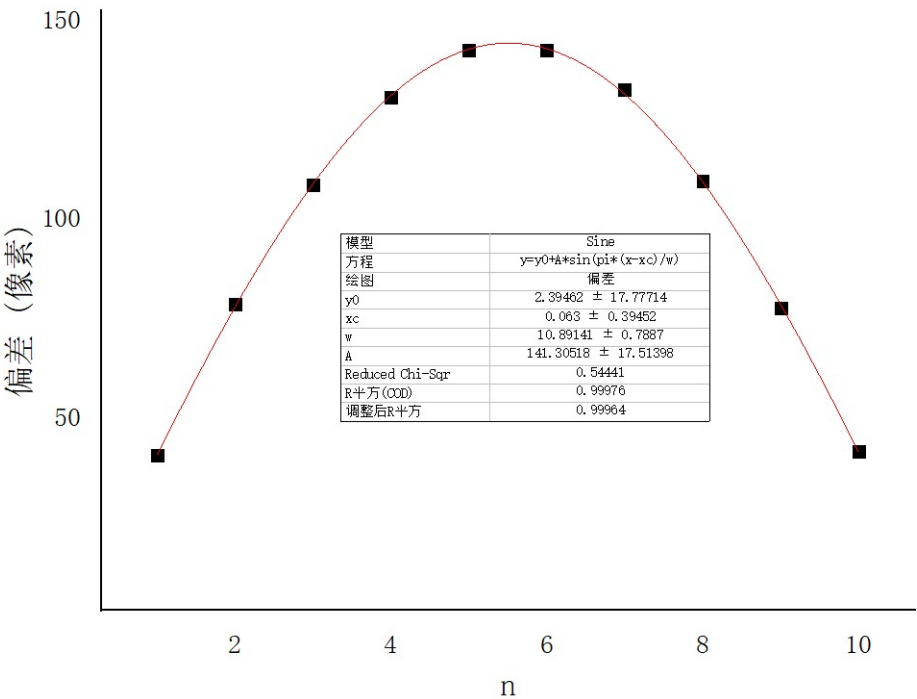 150
100
50
偏差 (像素)
模型 Sine
方程 y=y0+A*sin(pi*(x-xc)/w)
绘图 偏差
y0 2.39462 ± 17.77714
xc 0.063 ± 0.39452
w 10.89141 ± 0.7887
A 141.30518 ± 17.51398
Reduced Chi-Sqr 0.54441
R平方(COD) 0.99976
调整后R平方 0.99964
2 4 6 8 10
n